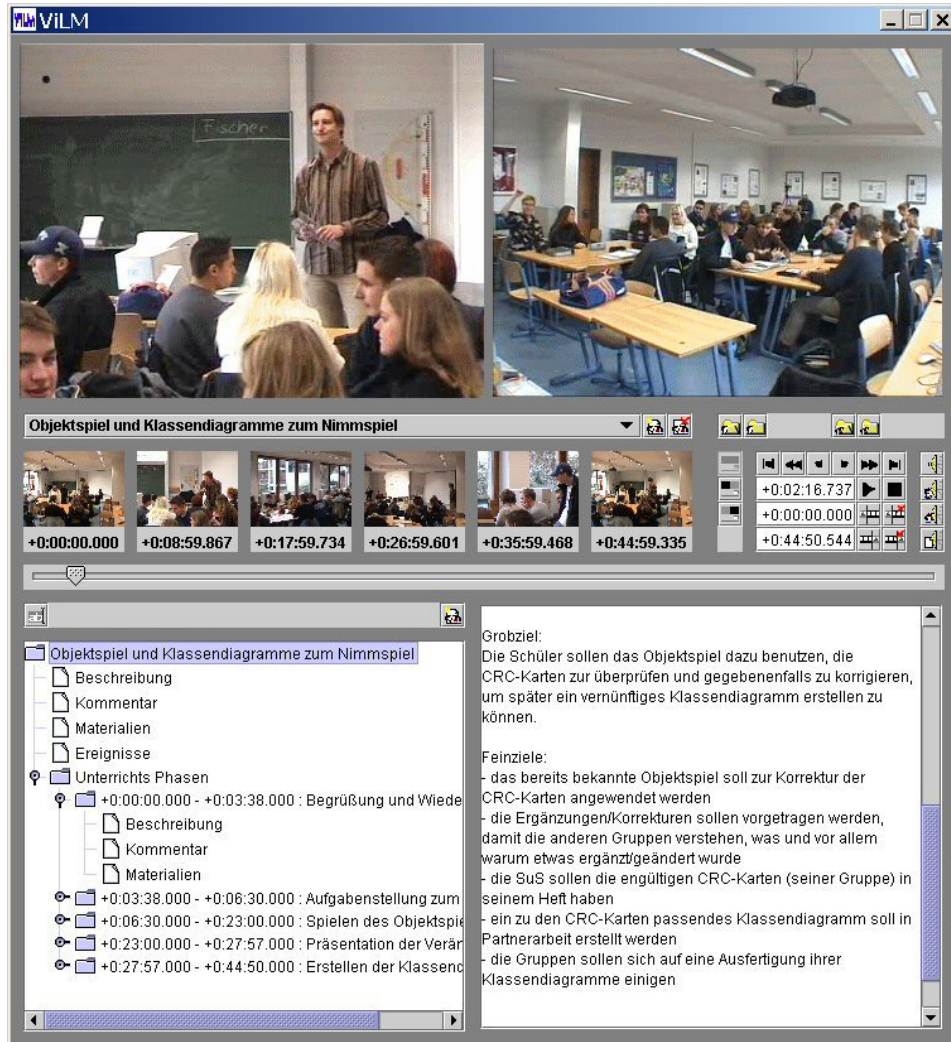 ViLM
Fischer
Objektspiel und Klassendiagramme zum Nimmspiel
+0:00:00.000
+0:08:59.867
+0:17:59.734
+0:26:59.601
+0:35:59.468
+0:44:59.335
+0:02:16.737
+0:00:00.000
+0:44:50.544
Objektspiel und Klassendiagramme zum Nimmspiel
Beschreibung
Kommentar
Materialien
Ereignisse
Unterrichts Phasen
+0:00:00.000 - +0:03:38.000 : Begrüßung und Wiede
Beschreibung
Kommentar
Materialien
+0:03:38.000 - +0:06:30.000 : Aufgabenstellung zum
+0:06:30.000 - +0:23:00.000 : Spielen des Objektspie
+0:23:00.000 - +0:27:57.000 : Präsentation der Verär
+0:27:57.000 - +0:44:50.000 : Erstellen der Klassend
Grobziel:
Die Schüler sollen das Objektspiel dazu benutzen, die
CRC-Karten zur überprüfen und gegebenenfalls zu korrigieren,
um später ein vernünftiges Klassendiagramm erstellen zu
können.
Feinziele:
- das bereits bekannte Objektspiel soll zur Korrektur der
CRC-Karten angewendet werden
- die Ergänzungen/Korrekturen sollen vorgetragen werden,
damit die anderen Gruppen verstehen, was und vor allem
warum etwas ergänzt/geändert wurde
- die SuS sollen die engültigen CRC-Karten (seiner Gruppe) in
seinem Heft haben
- ein zu den CRC-Karten passendes Klassendiagramm soll in
Partnerarbeit erstellt werden
- die Gruppen sollen sich auf eine Ausfertigung ihrer
Klassendiagramme einigen